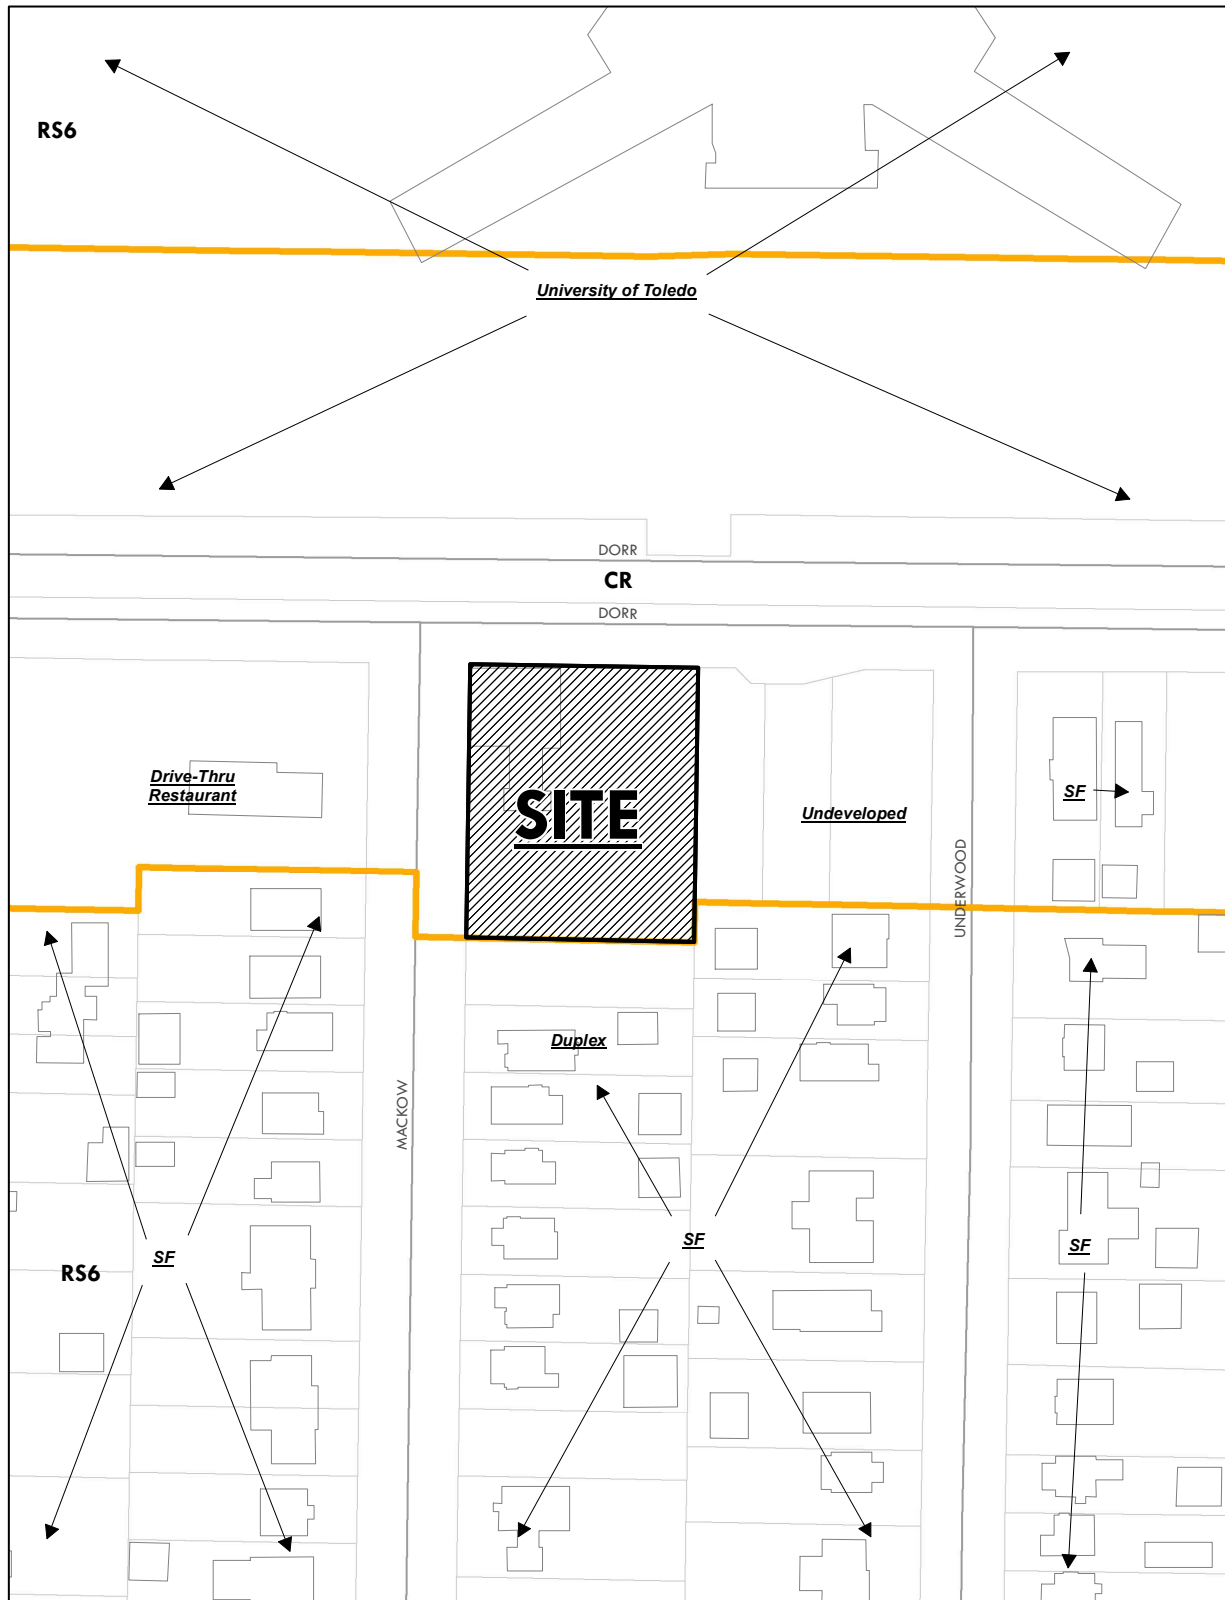 RS6
University of Toledo
DORR
CR
DORR
Drive-Thru
Restaurant
SITE
Undeveloped
SF
UNDERWOOD
Duplex
MACKOW
SF
SF
SF
RS6